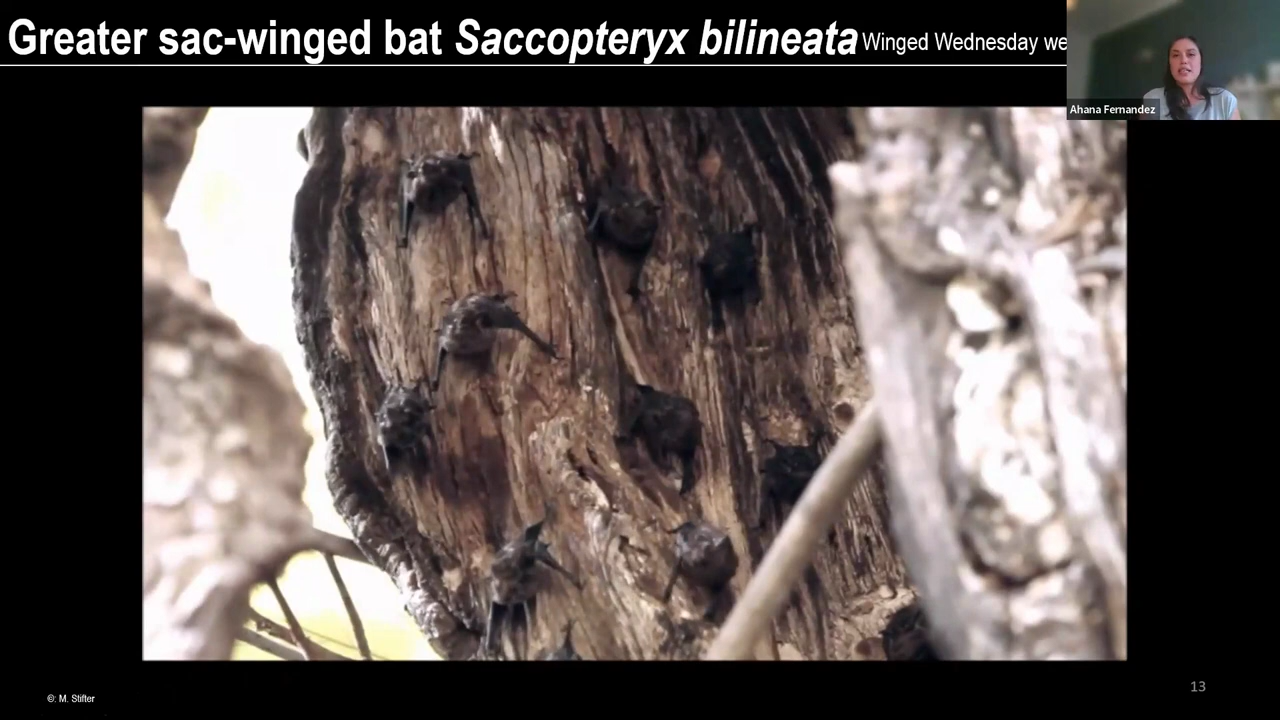 Greater sac-winged bat Saccopteryx bilineata Winged Wednesday we
Ahana Fernandez
13
©: M. Stifter